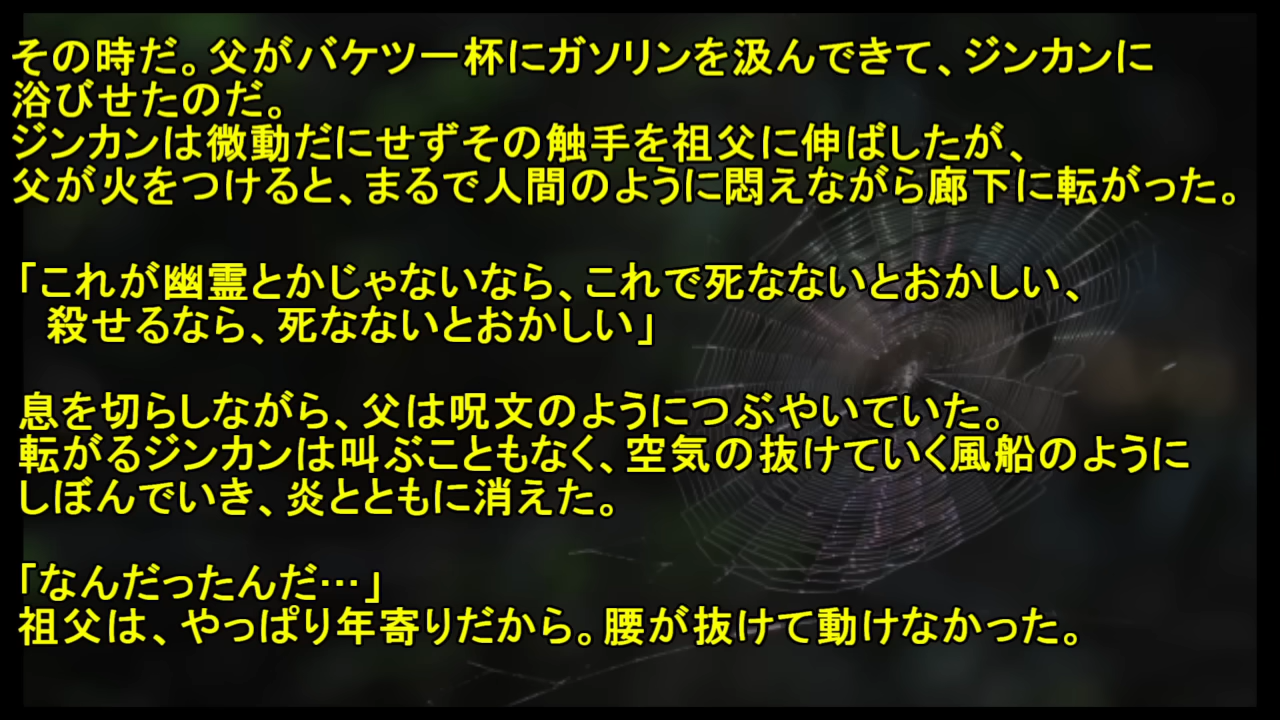 その時だ。父がバケツ一杯にガソリンを汲んできて、ジンカンに
浴びせたのだ。
ジンカンは微動だにせずその触手を祖父に伸ばしたが、
父が火をつけると、まるで人間のように悶えながら廊下に転がった。
「これが幽霊とかじゃないなら、これで死なないとおかしい、
殺せるなら、死なないとおかしい」
息を切らしながら、父は呪文のようにつぶやいていた。
転がるジンカンは叫ぶこともなく、空気の抜けていく風船のように
しぼんでいき、炎とともに消えた。
「なんだったんだ…」
祖父は、やっぱり年寄りだから。腰が抜けて動けなかった。